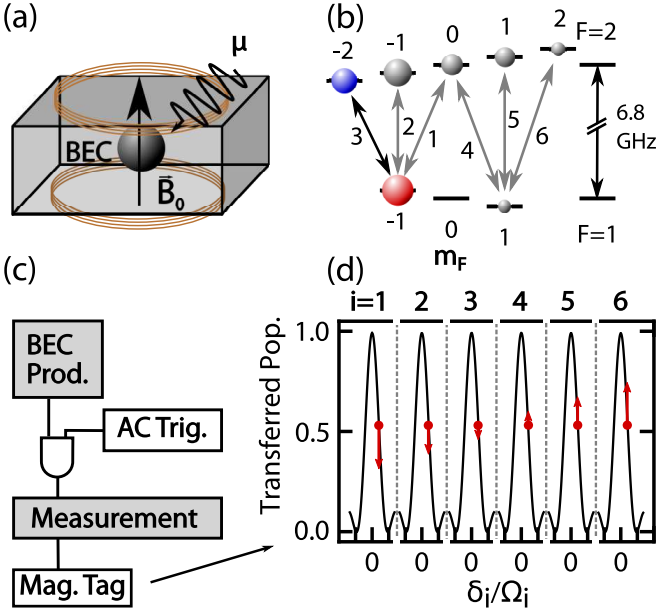 (a)
μ
BEC
B⃗₀
(b)
-2 -1 0 1 2 F=2
3 2 1 4 5 6
6.8
GHz
-1 0 1 F=1
m_F
(c)
BEC
Prod.
AC Trig.
Measurement
Mag. Tag
(d)
i=1 2 3 4 5 6
Transferred Pop.
1.0
0.5
0.0
0 0 0 0 0 0
δᵢ/Ωᵢ